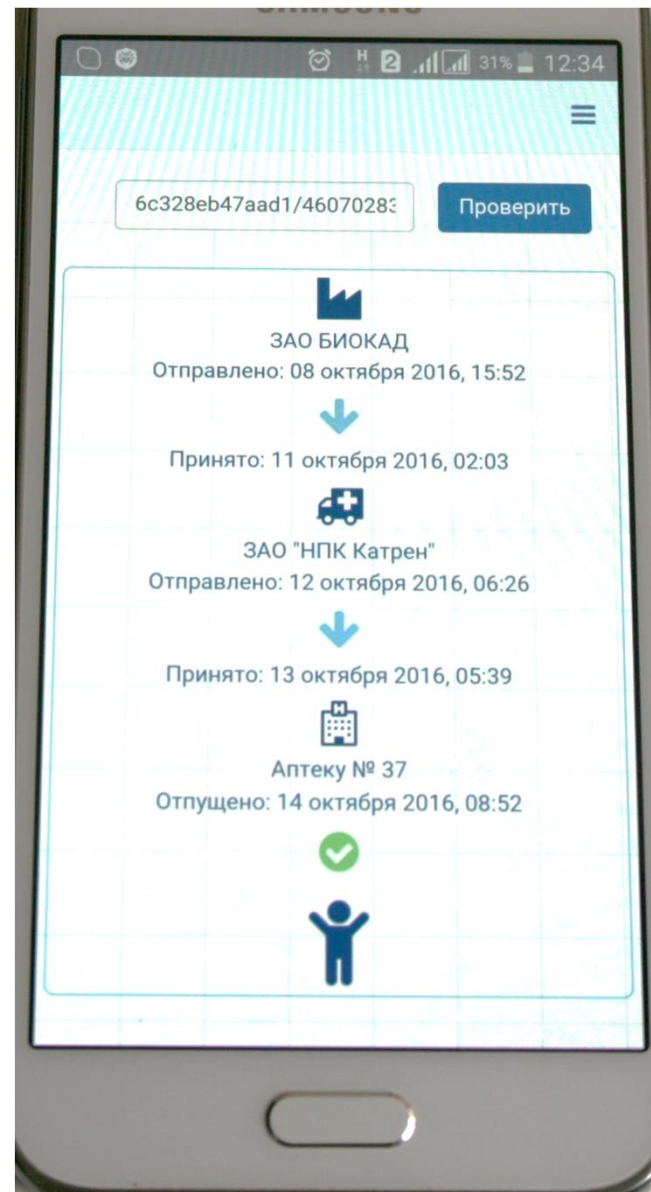 SAMSUNG
31% 12:34
6c328eb47aad1/4607028
Проверить
ЗАО БИОКАД
Отправлено: 08 октября 2016, 15:52
Принято: 11 октября 2016, 02:03
ЗАО "НПК Катрен"
Отправлено: 12 октября 2016, 06:26
Принято: 13 октября 2016, 05:39
Аптеку № 37
Отпущено: 14 октября 2016, 08:52